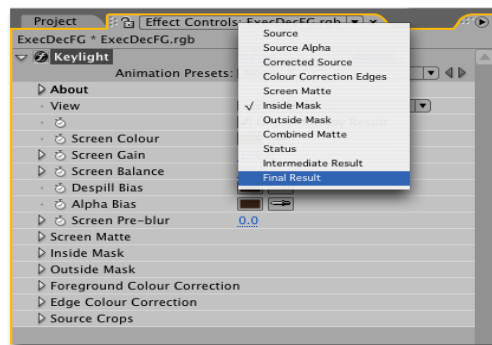 Project Effect Controls: ExecDecFG.rgb
ExecDecFG * ExecDecFG.rgb
Keylight
Animation Presets:
About
View
Screen Colour
Screen Gain
Screen Balance
Despill Bias
Alpha Bias
Screen Pre-blur 0.0
Screen Matte
Inside Mask
Outside Mask
Foreground Colour Correction
Edge Colour Correction
Source Crops
Source
Source Alpha
Corrected Source
Colour Correction Edges
Screen Matte
✓ Inside Mask
Outside Mask
Combined Matte
Status
Intermediate Result
Final Result